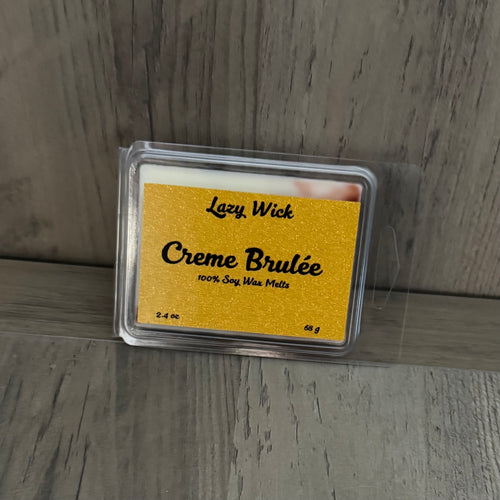 Lazy Wick
Creme Brulée
100% Soy Wax Melts
2.4 oz 68 g